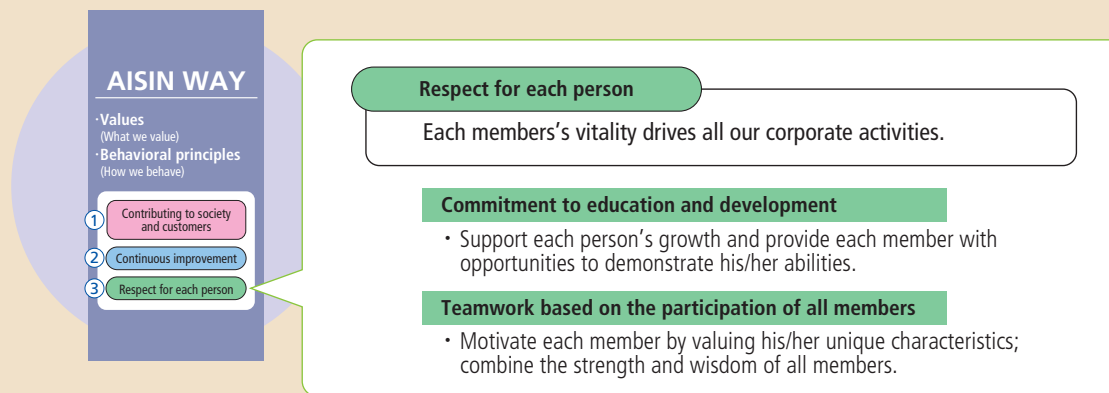 AISIN WAY
·Values
(What we value)
·Behavioral principles
(How we behave)
1
Contributing to society
and customers
2
Continuous improvement
3
Respect for each person
Respect for each person
Each members's vitality drives all our corporate activities.
Commitment to education and development
・Support each person's growth and provide each member with
opportunities to demonstrate his/her abilities.
Teamwork based on the participation of all members
・Motivate each member by valuing his/her unique characteristics;
combine the strength and wisdom of all members.